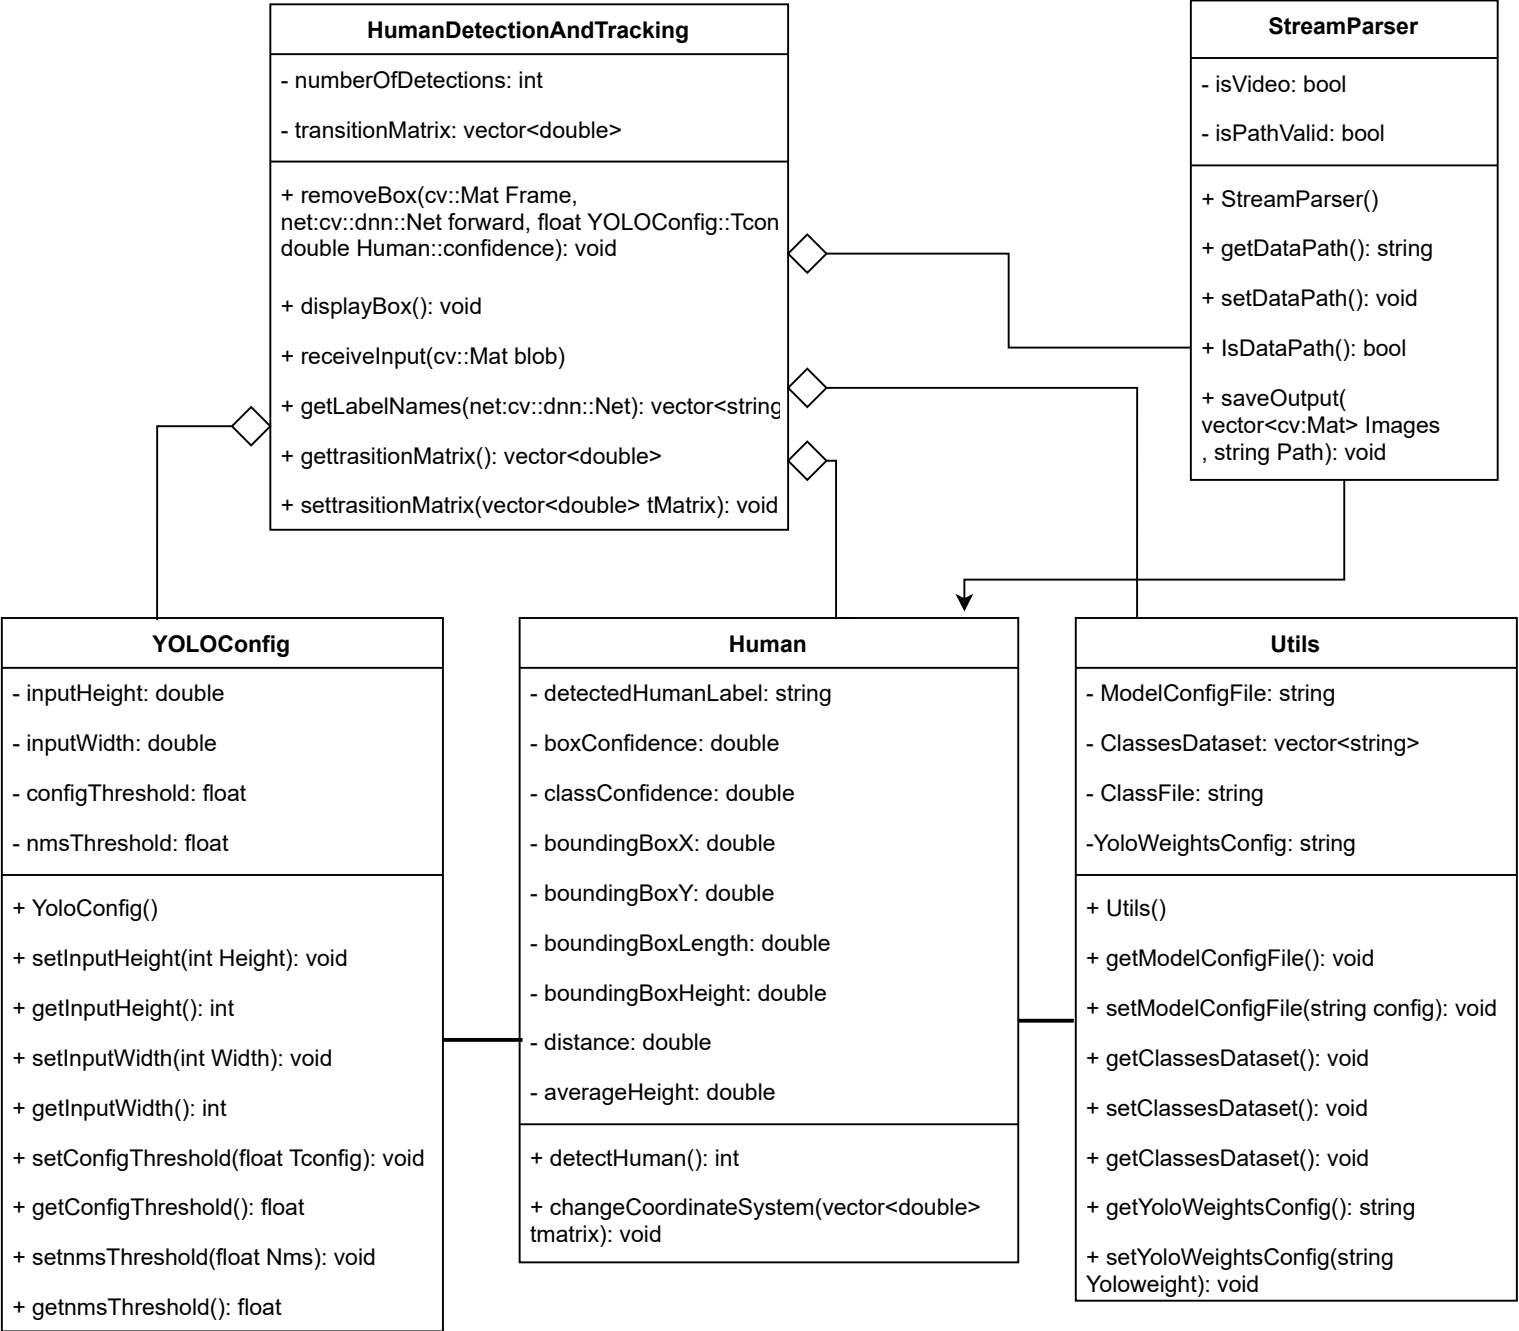 HumanDetectionAndTracking
- numberOfDetections: int
- transitionMatrix: vector<double>
+ removeBox(cv::Mat Frame,
net:cv::dnn::Net forward, float YOLOConfig::Tcon
double Human::confidence): void
+ displayBox(): void
+ receiveInput(cv::Mat blob)
+ getLabelNames(net:cv::dnn::Net): vector<string
+ gettrasitionMatrix(): vector<double>
+ settrasitionMatrix(vector<double> tMatrix): void
StreamParser
- isVideo: bool
- isPathValid: bool
+ StreamParser()
+ getDataPath(): string
+ setDataPath(): void
+ IsDataPath(): bool
+ saveOutput(
vector<cv:Mat> Images
, string Path): void
YOLOConfig
- inputHeight: double
- inputWidth: double
- configThreshold: float
- nmsThreshold: float
+ YoloConfig()
+ setInputHeight(int Height): void
+ getInputHeight(): int
+ setInputWidth(int Width): void
+ getInputWidth(): int
+ setConfigThreshold(float Tconfig): void
+ getConfigThreshold(): float
+ setnmsThreshold(float Nms): void
+ getnmsThreshold(): float
Human
- detectedHumanLabel: string
- boxConfidence: double
- classConfidence: double
- boundingBoxX: double
- boundingBoxY: double
- boundingBoxLength: double
- boundingBoxHeight: double
- distance: double
- averageHeight: double
+ detectHuman(): int
+ changeCoordinateSystem(vector<double>
tmatrix): void
Utils
- ModelConfigFile: string
- ClassesDataset: vector<string>
- ClassFile: string
-YoloWeightsConfig: string
+ Utils()
+ getModelConfigFile(): void
+ setModelConfigFile(string config): void
+ getClassesDataset(): void
+ setClassesDataset(): void
+ getClassesDataset(): void
+ getYoloWeightsConfig(): string
+ setYoloWeightsConfig(string
Yoloweight): void